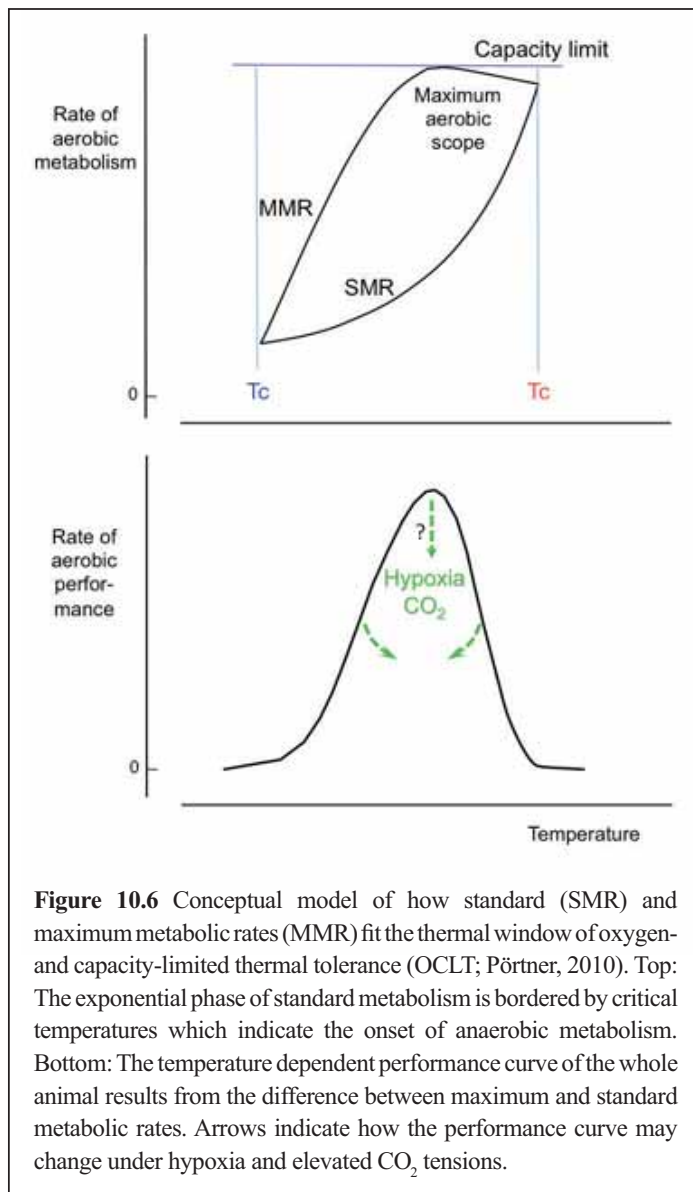 Capacity limit
Rate of
aerobic
metabolism
Maximum
aerobic
scope
MMR
SMR
0
Tc
Tc
Rate of
aerobic
perfor-
mance
?
Hypoxia
CO₂
0
Temperature
Figure 10.6 Conceptual model of how standard (SMR) and
maximum metabolic rates (MMR) fit the thermal window of oxygen-
and capacity-limited thermal tolerance (OCLT; Pörtner, 2010). Top:
The exponential phase of standard metabolism is bordered by critical
temperatures which indicate the onset of anaerobic metabolism.
Bottom: The temperature dependent performance curve of the whole
animal results from the difference between maximum and standard
metabolic rates. Arrows indicate how the performance curve may
change under hypoxia and elevated CO₂ tensions.